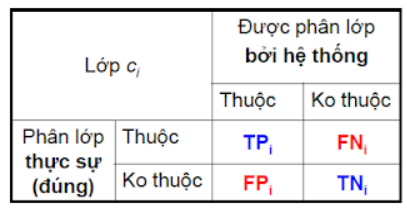 Lớp cᵢ
Được phân lớp
bởi hệ thống
Thuộc
Ko thuộc
Phân lớp
thực sự
(đúng)
Thuộc
TPᵢ
FNᵢ
Ko thuộc
FPᵢ
TNᵢ